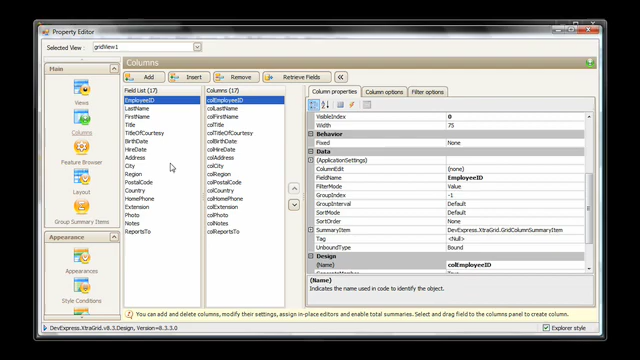 Property Editor
Selected View : gridView1
Main
Views
Columns
Feature Browser
Layout
Group Summary Items
Appearance
Appearances
Style Conditions
Columns
Add Insert Remove Retrieve Fields
Field List (17)
EmployeeID
LastName
FirstName
Title
TitleOfCourtesy
BirthDate
HireDate
Address
City
Region
PostalCode
Country
HomePhone
Extension
Photo
Notes
ReportsTo
Columns (17)
colEmployeeID
colLastName
colFirstName
colTitle
colTitleOfCourtesy
colBirthDate
colHireDate
colAddress
colCity
colRegion
colPostalCode
colCountry
colHomePhone
colExtension
colPhoto
colNotes
colReportsTo
Column properties Column options Filter options
VisibleIndex 0
Width 75
Behavior
Fixed None
Data
(ApplicationSettings)
ColumnEdit (none)
FieldName EmployeeID
FilterMode Value
GroupIndex -1
GroupInterval Default
SortMode Default
SortOrder None
SummaryItem DevExpress.XtraGrid.GridColumnSummaryItem
Tag <Null>
UnboundType Bound
Design
(Name) colEmployeeID
(Name)
Indicates the name used in code to identify the object.
You can add and delete columns, modify their settings, assign in-place editors and enable total summaries. Select and drag field to the columns panel to create column.
DevExpress.XtraGrid.v8.3.Design, Version=8.3.3.0
Explorer style